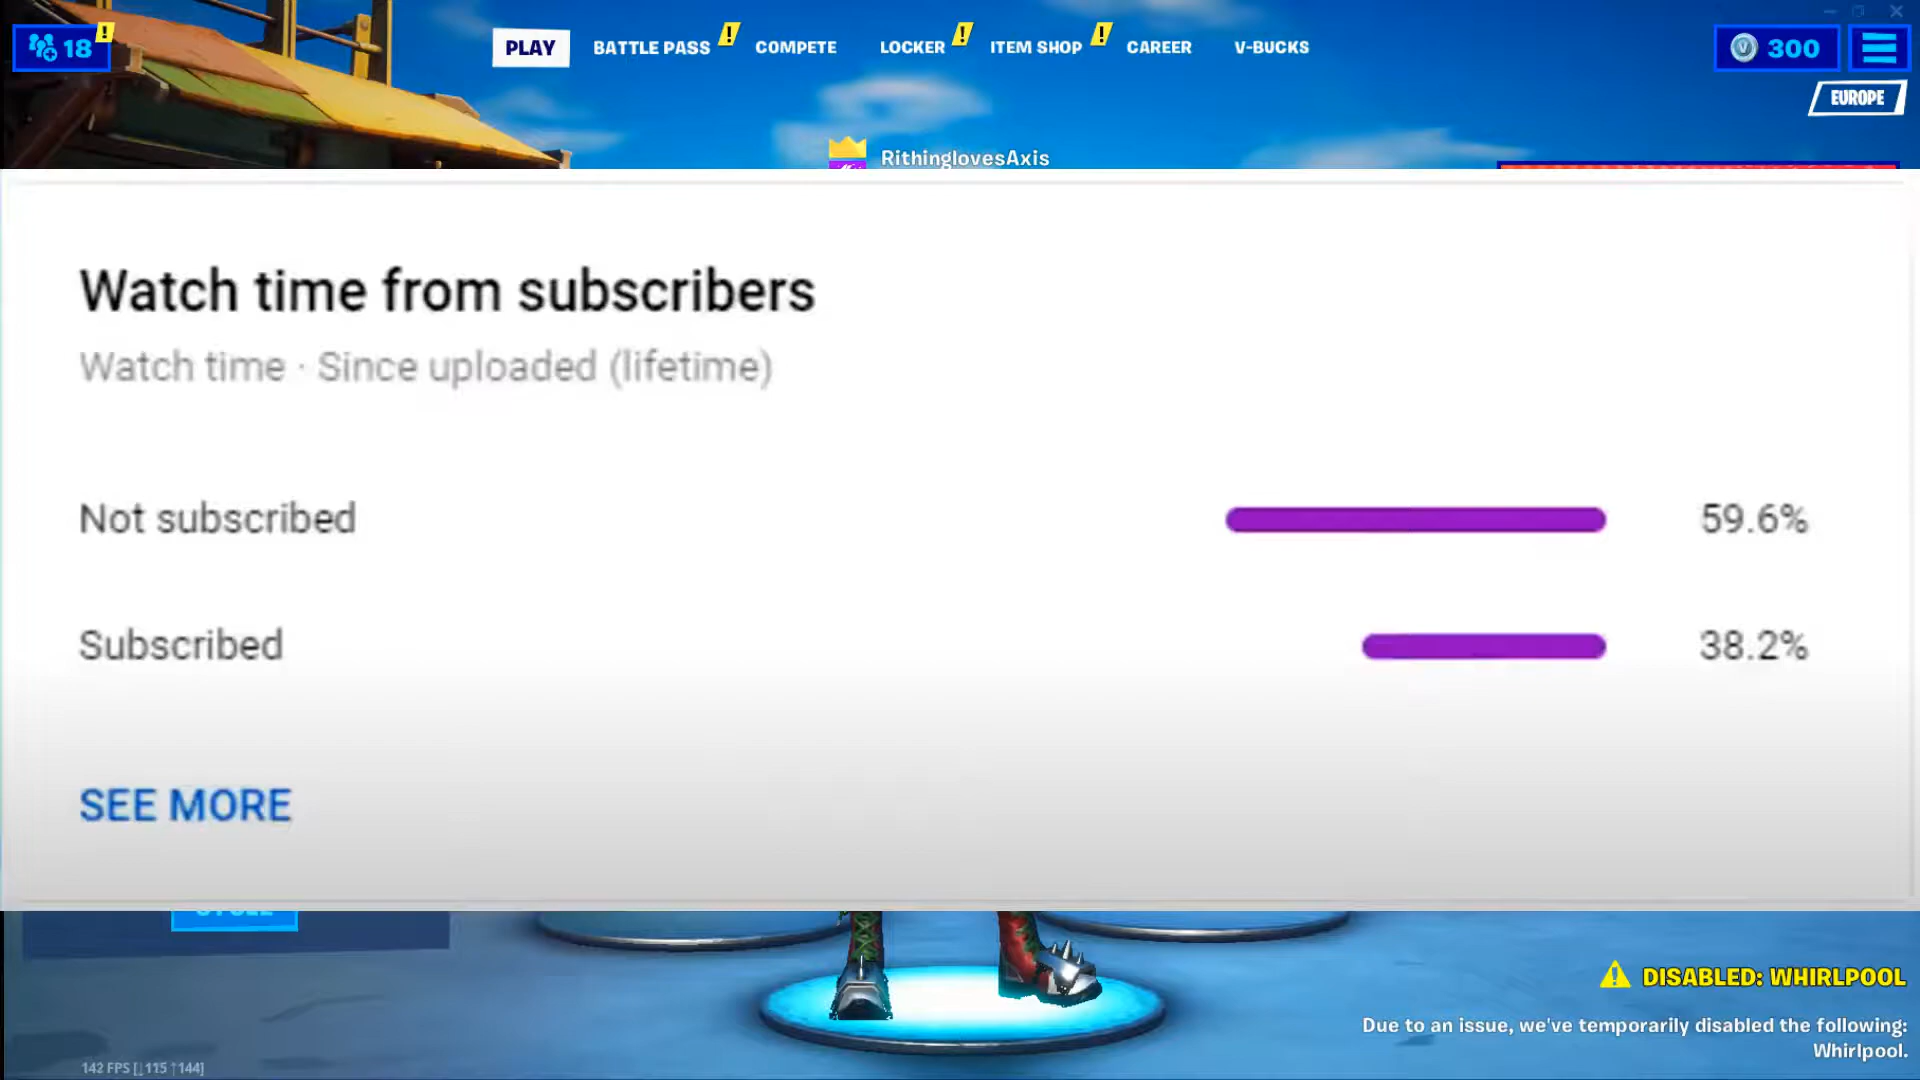 18
!
PLAY
BATTLE PASS
!
COMPETE
LOCKER
!
ITEM SHOP
!
CAREER
V-BUCKS
300
EUROPE
RithinglovesAxis
Watch time from subscribers
Watch time · Since uploaded (lifetime)
Not subscribed 59.6%
Subscribed 38.2%
SEE MORE
DISABLED: WHIRLPOOL
Due to an issue, we've temporarily disabled the following:
Whirlpool.
142 FPS [↓115 ↑144]